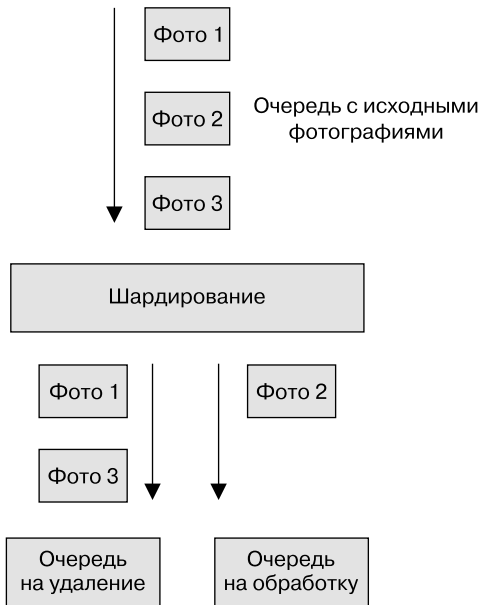 Фото 1
Фото 2
Очередь с исходными
фотографиями
Фото 3
Шардирование
Фото 1
Фото 2
Фото 3
Очередь
на удаление
Очередь
на обработку